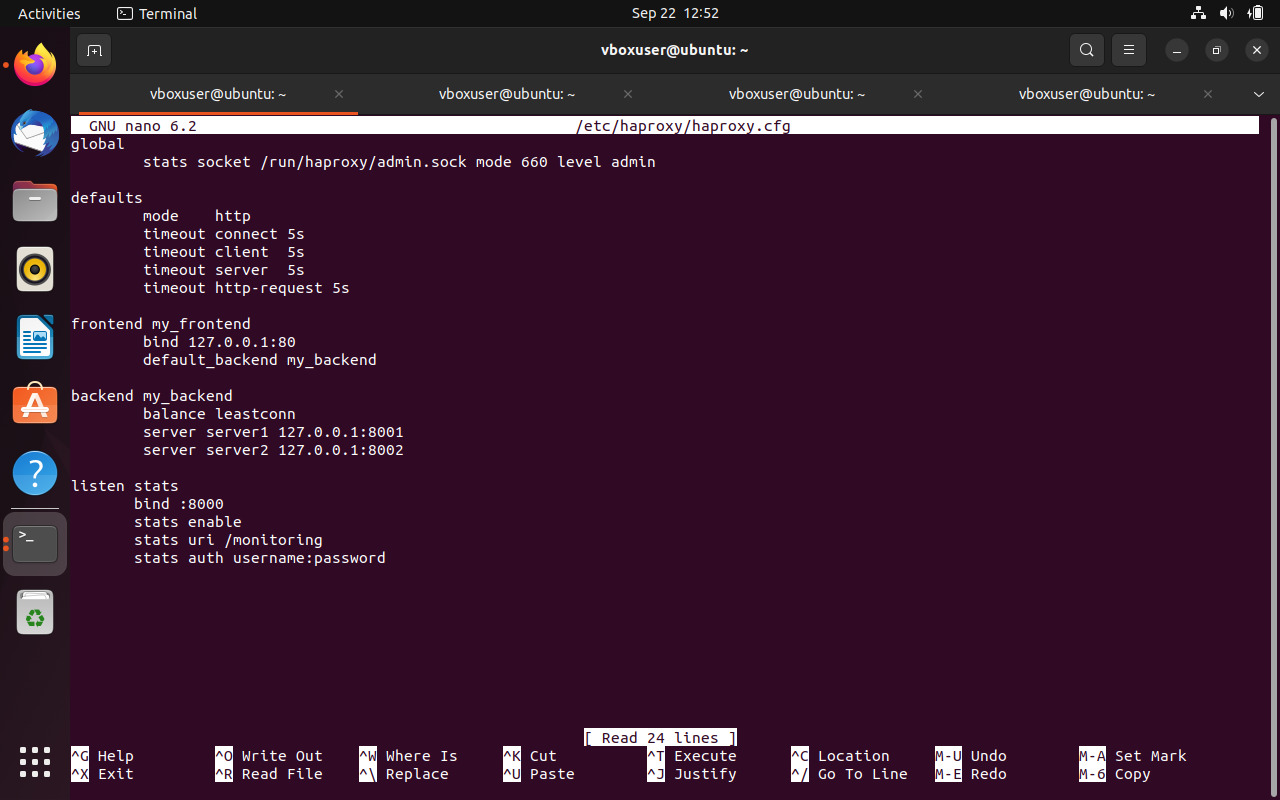 Activities Terminal Sep 22 12:52
vboxuser@ubuntu: ~
vboxuser@ubuntu: ~ vboxuser@ubuntu: ~ vboxuser@ubuntu: ~ vboxuser@ubuntu: ~
GNU nano 6.2 /etc/haproxy/haproxy.cfg
global
        stats socket /run/haproxy/admin.sock mode 660 level admin

defaults
        mode    http
        timeout connect 5s
        timeout client  5s
        timeout server  5s
        timeout http-request 5s

frontend my_frontend
        bind 127.0.0.1:80
        default_backend my_backend

backend my_backend
        balance leastconn
        server server1 127.0.0.1:8001
        server server2 127.0.0.1:8002

listen stats
       bind :8000
       stats enable
       stats uri /monitoring
       stats auth username:password
[ Read 24 lines ]
^G Help ^O Write Out ^W Where Is ^K Cut ^T Execute ^C Location M-U Undo M-A Set Mark
^X Exit ^R Read File ^\ Replace ^U Paste ^J Justify ^/ Go To Line M-E Redo M-6 Copy